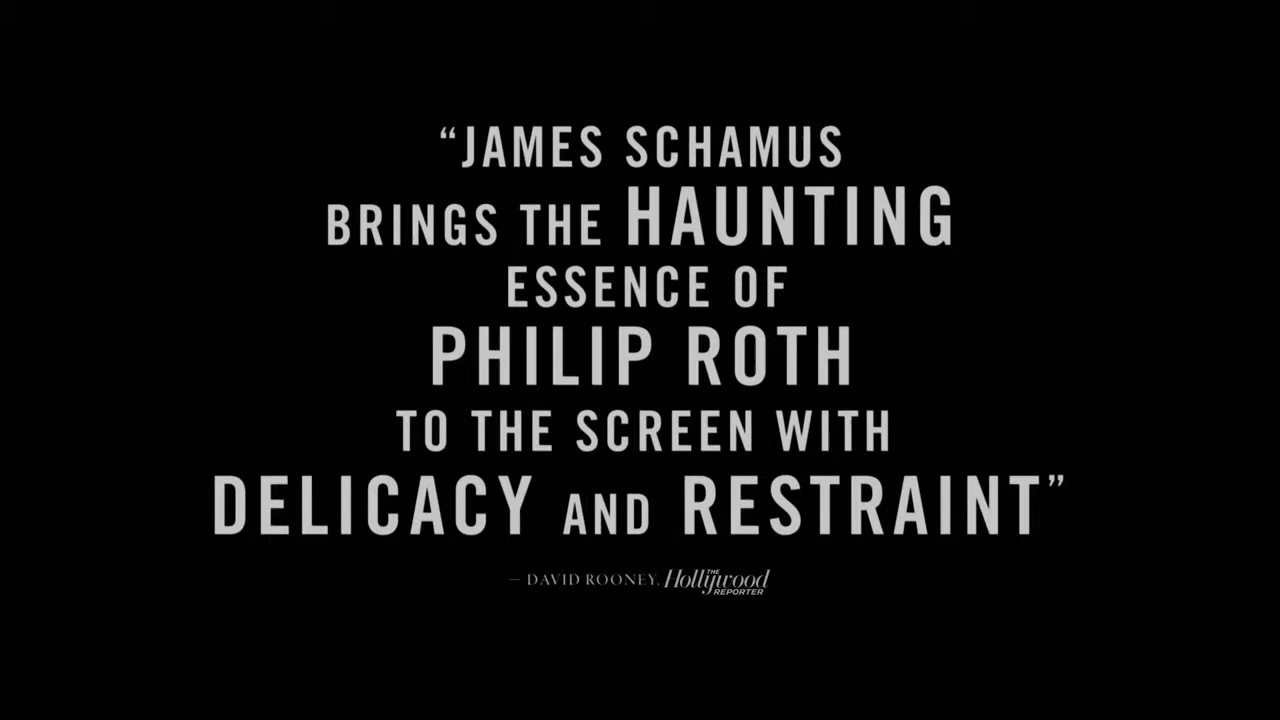 “JAMES SCHAMUS
BRINGS THE HAUNTING
ESSENCE OF
PHILIP ROTH
TO THE SCREEN WITH
DELICACY AND RESTRAINT”
— DAVID ROONEY, THE Hollywood REPORTER